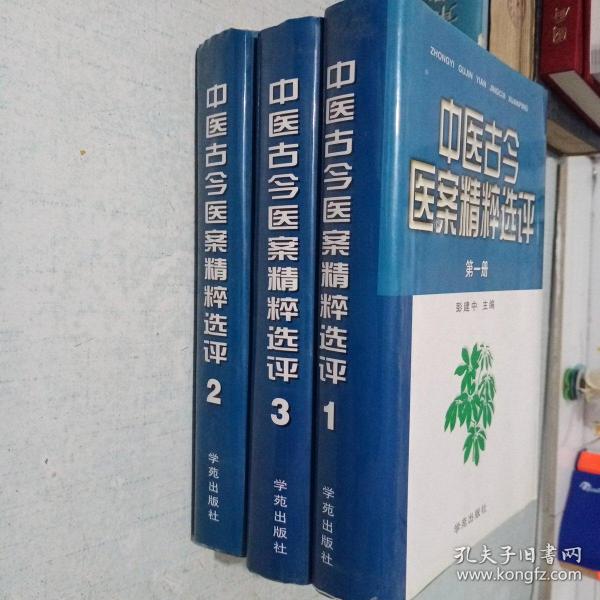 中医古今医案精粹选评
2
学苑出版社
中医古今医案精粹选评
3
学苑出版社
中医古今医案精粹选评
1
学苑出版社
ZHONGYI GUJIN YIAN JINGCUI XUANPING
中医古今
医案精粹选评
第一册
彭建中 主编
学苑出版社
孔夫子旧书网
www.kongfz.com